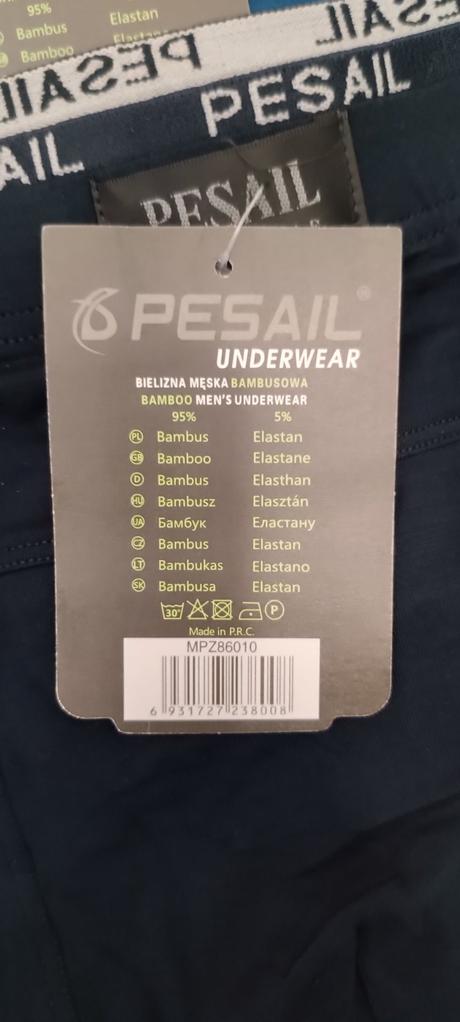 95%
Elastan
Bambus
Elastane
Bamboo
PESAIL
PESAIL
AIL
PESAIL
PESAIL®
UNDERWEAR
BIELIZNA MĘSKA BAMBUSOWA
BAMBOO MEN'S UNDERWEAR
95% 5%
PL Bambus Elastan
GB Bamboo Elastane
D Bambus Elasthan
HU Bambusz Elasztán
UA Бамбук Еластану
CZ Bambus Elastan
LT Bambukas Elastano
SK Bambusa Elastan
30° P
Made in P.R.C.
MPZ86010
6 931727 238008